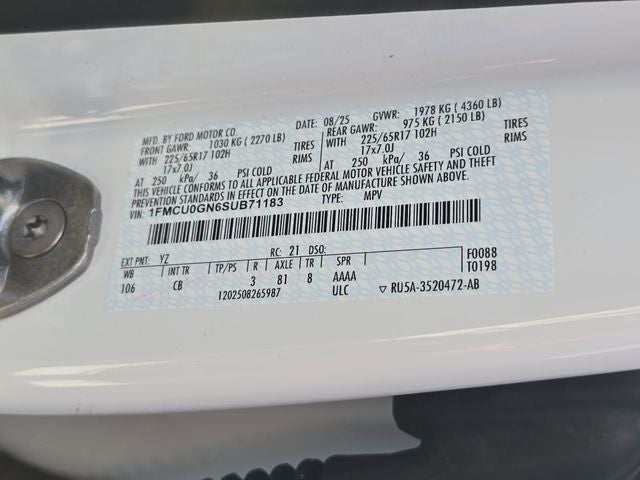 MFD. BY FORD MOTOR CO.
DATE: 08/25 GVWR: 1978 KG ( 4360 LB)
FRONT GAWR: 1030 KG ( 2270 LB) REAR GAWR: 975 KG ( 2150 LB)
WITH 225/65R17 102H TIRES WITH 225/65R17 102H TIRES
17x7.0J RIMS 17x7.0J RIMS
AT 250 kPa/ 36 PSI COLD AT 250 kPa/ 36 PSI COLD
THIS VEHICLE CONFORMS TO ALL APPLICABLE FEDERAL MOTOR VEHICLE SAFETY AND THEFT
PREVENTION STANDARDS IN EFFECT ON THE DATE OF MANUFACTURE SHOWN ABOVE.
VIN: 1FMCU0GN6SUB71183 TYPE: MPV
EXT PNT: YZ RC: 21 DSO: F0088
WB INT TR TP/PS R AXLE TR SPR T0198
106 CB 3 81 8 AAAA
1202508265987 ULC ▽ RU5A-3520472-AB